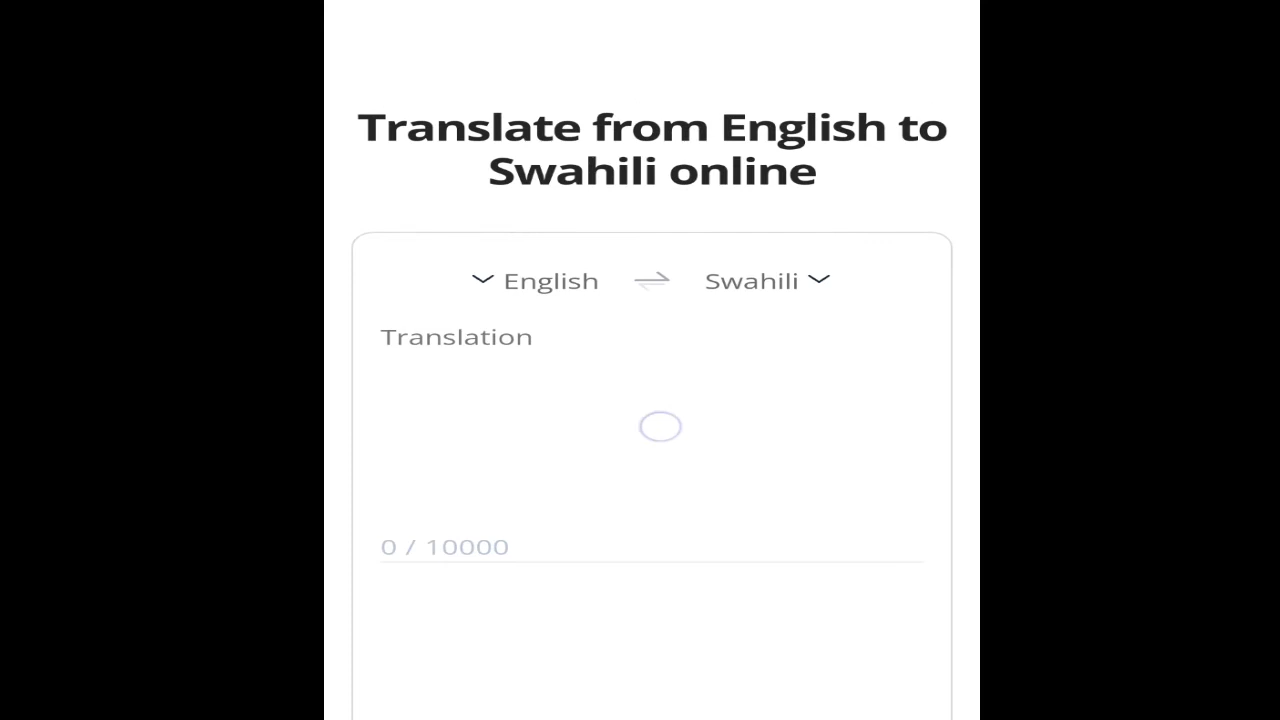 Translate from English to
Swahili online
English Swahili
Translation
0 / 10000